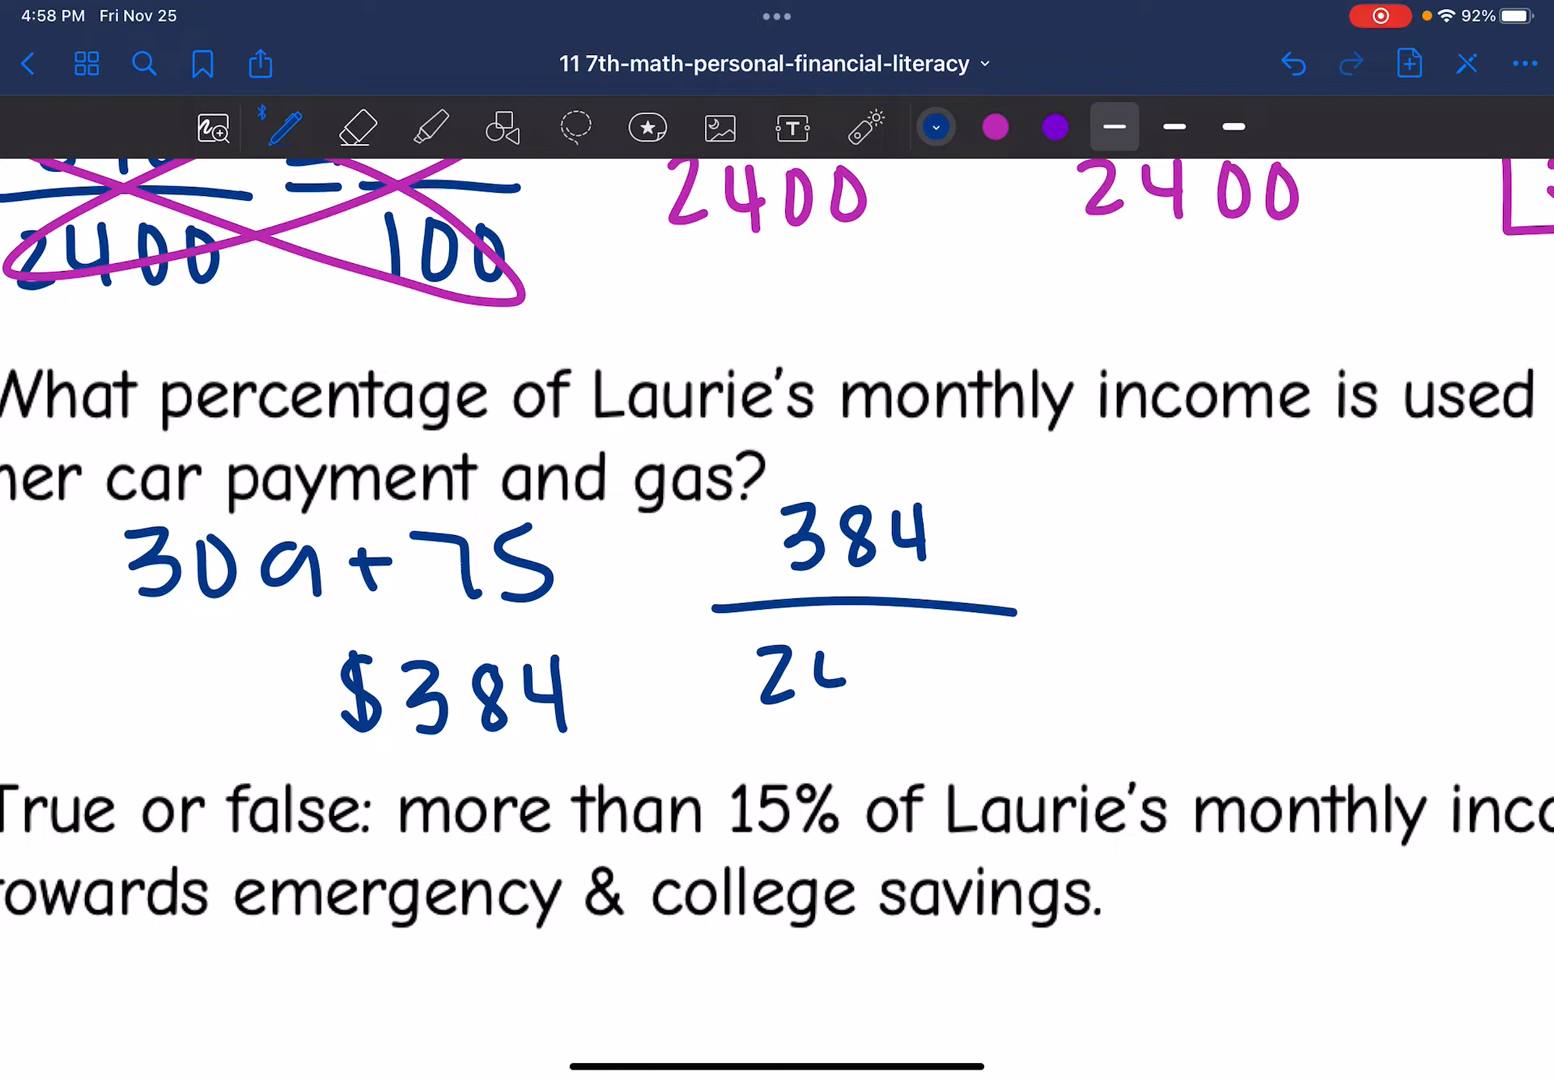 4:58 PM Fri Nov 25
92%
11 7th-math-personal-financial-literacy
2400 = 100
2400
2400
What percentage of Laurie's monthly income is used
her car payment and gas?
309 + 75
$384
384
24
True or false: more than 15% of Laurie's monthly inco
towards emergency & college savings.